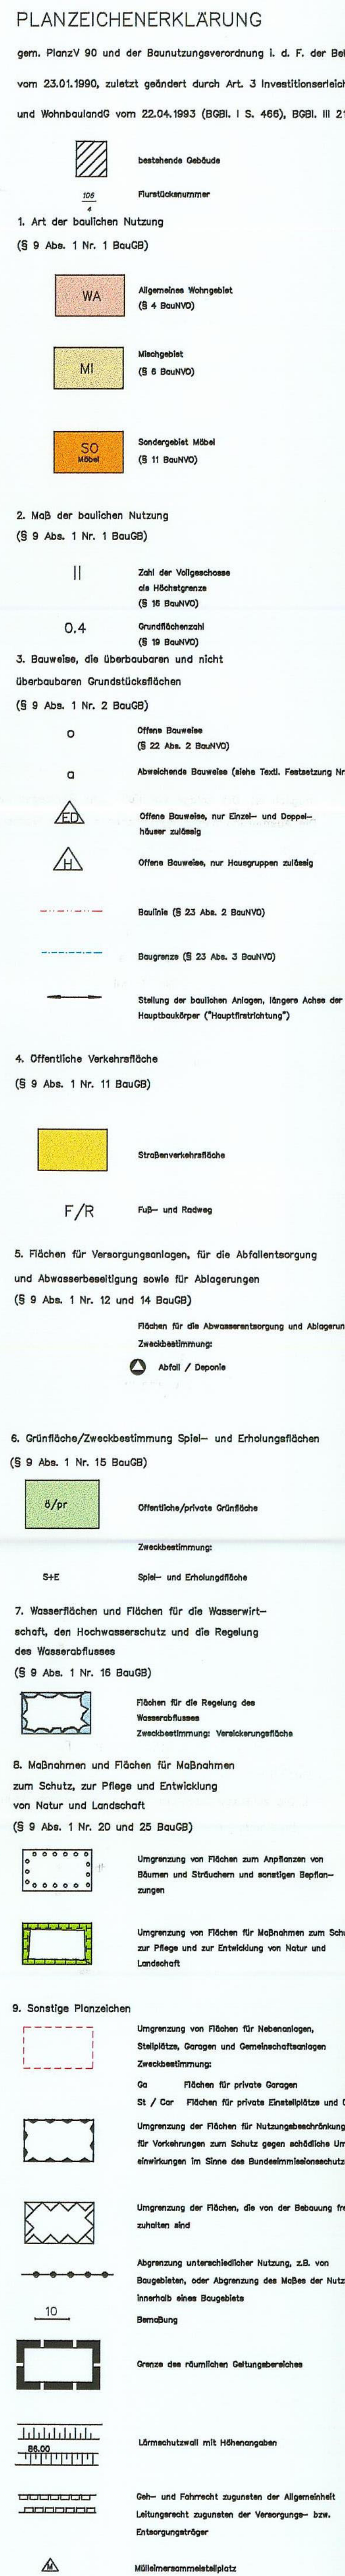 PLANZEICHENERKLÄRUNG
gem. PlanzV 90 und der Baunutzungsverordnung i. d. F. der Be
vom 23.01.1990, zuletzt geändert durch Art. 3 Investitionserleich
und WohnbaulandG vom 22.04.1993 (BGBl. I S. 466), BGBl. III 21
bestehende Gebäude
106
4
Flurstücksnummer
1. Art der baulichen Nutzung
(§ 9 Abs. 1 Nr. 1 BauGB)
WA
Allgemeines Wohngebiet
(§ 4 BauNVO)
MI
Mischgebiet
(§ 6 BauNVO)
SO
Möbel
Sondergebiet Möbel
(§ 11 BauNVO)
2. Maß der baulichen Nutzung
(§ 9 Abs. 1 Nr. 1 BauGB)
II
Zahl der Vollgeschosse
als Höchstgrenze
(§ 16 BauNVO)
0.4
Grundflächenzahl
(§ 19 BauNVO)
3. Bauweise, die überbaubaren und nicht
überbaubaren Grundstücksflächen
(§ 9 Abs. 1 Nr. 2 BauGB)
o
Offene Bauweise
(§ 22 Abs. 2 BauNVO)
a
Abweichende Bauweise (siehe Textl. Festsetzung Nr
ED
Offene Bauweise, nur Einzel- und Doppel-
häuser zulässig
H
Offene Bauweise, nur Hausgruppen zulässig
Baulinie (§ 23 Abs. 2 BauNVO)
Baugrenze (§ 23 Abs. 3 BauNVO)
Stellung der baulichen Anlagen, längere Achse der
Hauptbaukörper ("Hauptfirstrichtung")
4. Öffentliche Verkehrsfläche
(§ 9 Abs. 1 Nr. 11 BauGB)
Straßenverkehrsfläche
F/R
Fuß- und Radweg
5. Flächen für Versorgungsanlagen, für die Abfallentsorgung
und Abwasserbeseitigung sowie für Ablagerungen
(§ 9 Abs. 1 Nr. 12 und 14 BauGB)
Flächen für die Abwasserentsorgung und Ablagerun
Zweckbestimmung:
Abfall / Deponie
6. Grünfläche/Zweckbestimmung Spiel- und Erholungsflächen
(§ 9 Abs. 1 Nr. 15 BauGB)
ö/pr
Öffentliche/private Grünfläche
Zweckbestimmung:
S+E
Spiel- und Erholungdfläche
7. Wasserflächen und Flächen für die Wasserwirt-
schaft, den Hochwasserschutz und die Regelung
des Wasserabflusses
(§ 9 Abs. 1 Nr. 16 BauGB)
Flächen für die Regelung des
Wasserabflusses
Zweckbestimmung: Versickerungsfläche
8. Maßnahmen und Flächen für Maßnahmen
zum Schutz, zur Pflege und Entwicklung
von Natur und Landschaft
(§ 9 Abs. 1 Nr. 20 und 25 BauGB)
Umgrenzung von Flächen zum Anpflanzen von
Bäumen und Sträuchern und sonstigen Bepflan-
zungen
Umgrenzung von Flächen für Maßnahmen zum Schu
zur Pflege und zur Entwicklung von Natur und
Landschaft
9. Sonstige Planzeichen
Umgrenzung von Flächen für Nebenanlagen,
Stellplätze, Garagen und Gemeinschaftsanlagen
Zweckbestimmung:
Ga Flächen für private Garagen
St / Car Flächen für private Einstellplätze und C
Umgrenzung der Flächen für Nutzungsbeschränkung
für Vorkehrungen zum Schutz gegen schädliche Um
einwirkungen im Sinne des Bundesimmissionsschutz
Umgrenzung der Flächen, die von der Bebauung fre
zuhalten sind
Abgrenzung unterschiedlicher Nutzung, z.B. von
Baugebieten, oder Abgrenzung des Maßes der Nutz
innerhalb eines Baugebiets
10
Bemaßung
Grenze des räumlichen Geltungsbereiches
86.00
Lärmschutzwall mit Höhenangaben
Geh- und Fahrrecht zugunsten der Allgemeinheit
Leitungsrecht zugunsten der Versorgungs- bzw.
Entsorgungsträger
M
Mülleimersammelstellplatz